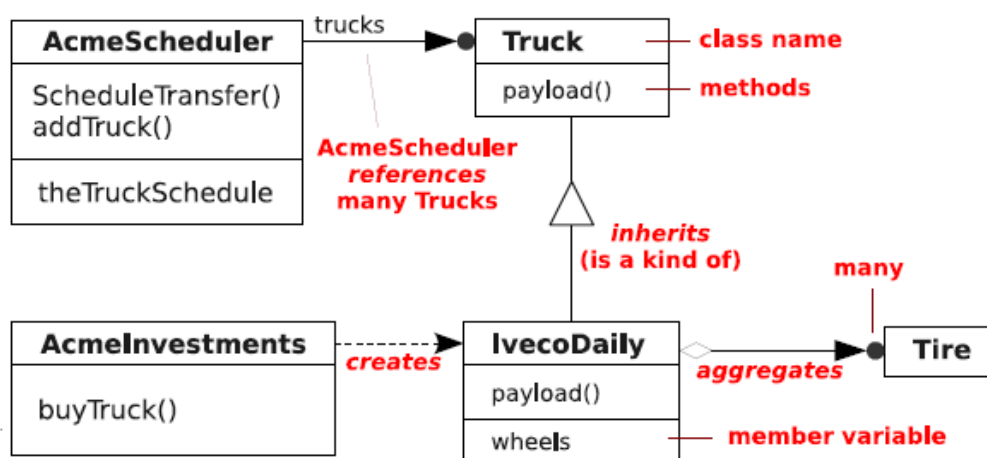 AcmeScheduler
trucks
Truck
class name
ScheduleTransfer()
addTruck()
payload()
methods
theTruckSchedule
AcmeScheduler
references
many Trucks
inherits
(is a kind of)
many
AcmeInvestments
creates
IvecoDaily
aggregates
Tire
buyTruck()
payload()
wheels
member variable